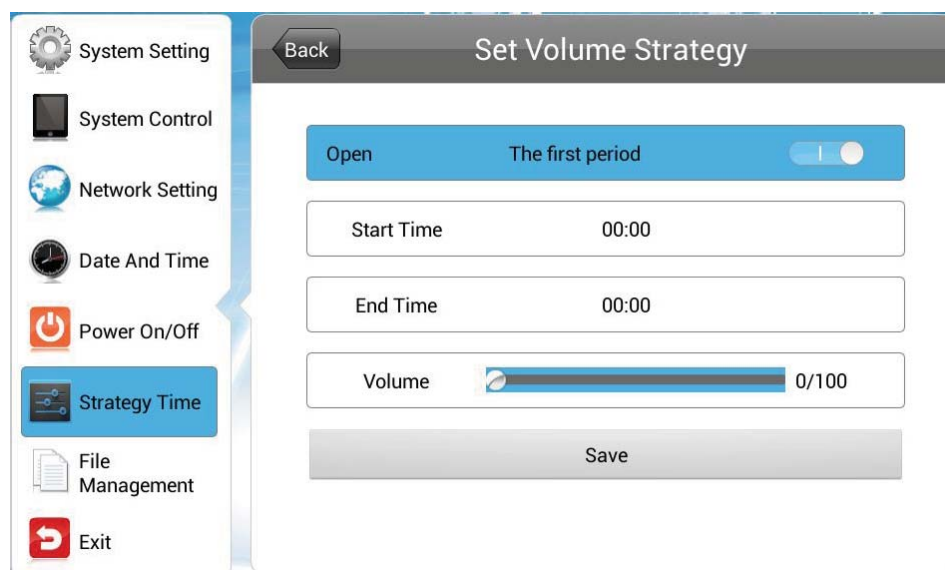 System Setting
System Control
Network Setting
Date And Time
Power On/Off
Strategy Time
File
Management
Exit
Back
Set Volume Strategy
Open The first period
Start Time 00:00
End Time 00:00
Volume 0/100
Save